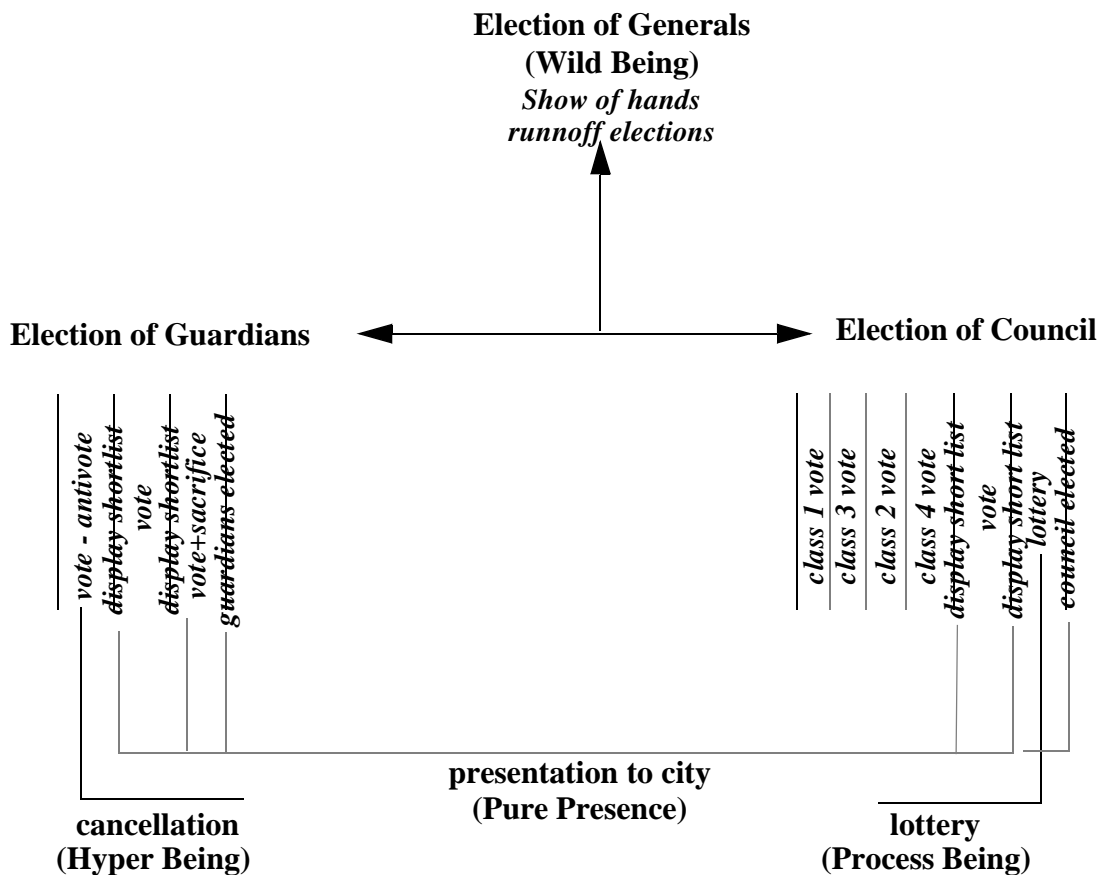 Election of Generals
(Wild Being)
Show of hands
runnoff elections
Election of Guardians
Election of Council
vote - antivote
display shortlist
vote
display shortlist
vote+sacrifice
guardians elected
class 1 vote
class 3 vote
class 2 vote
class 4 vote
display short list
vote
display short list
lottery
council elected
presentation to city
(Pure Presence)
cancellation
(Hyper Being)
lottery
(Process Being)